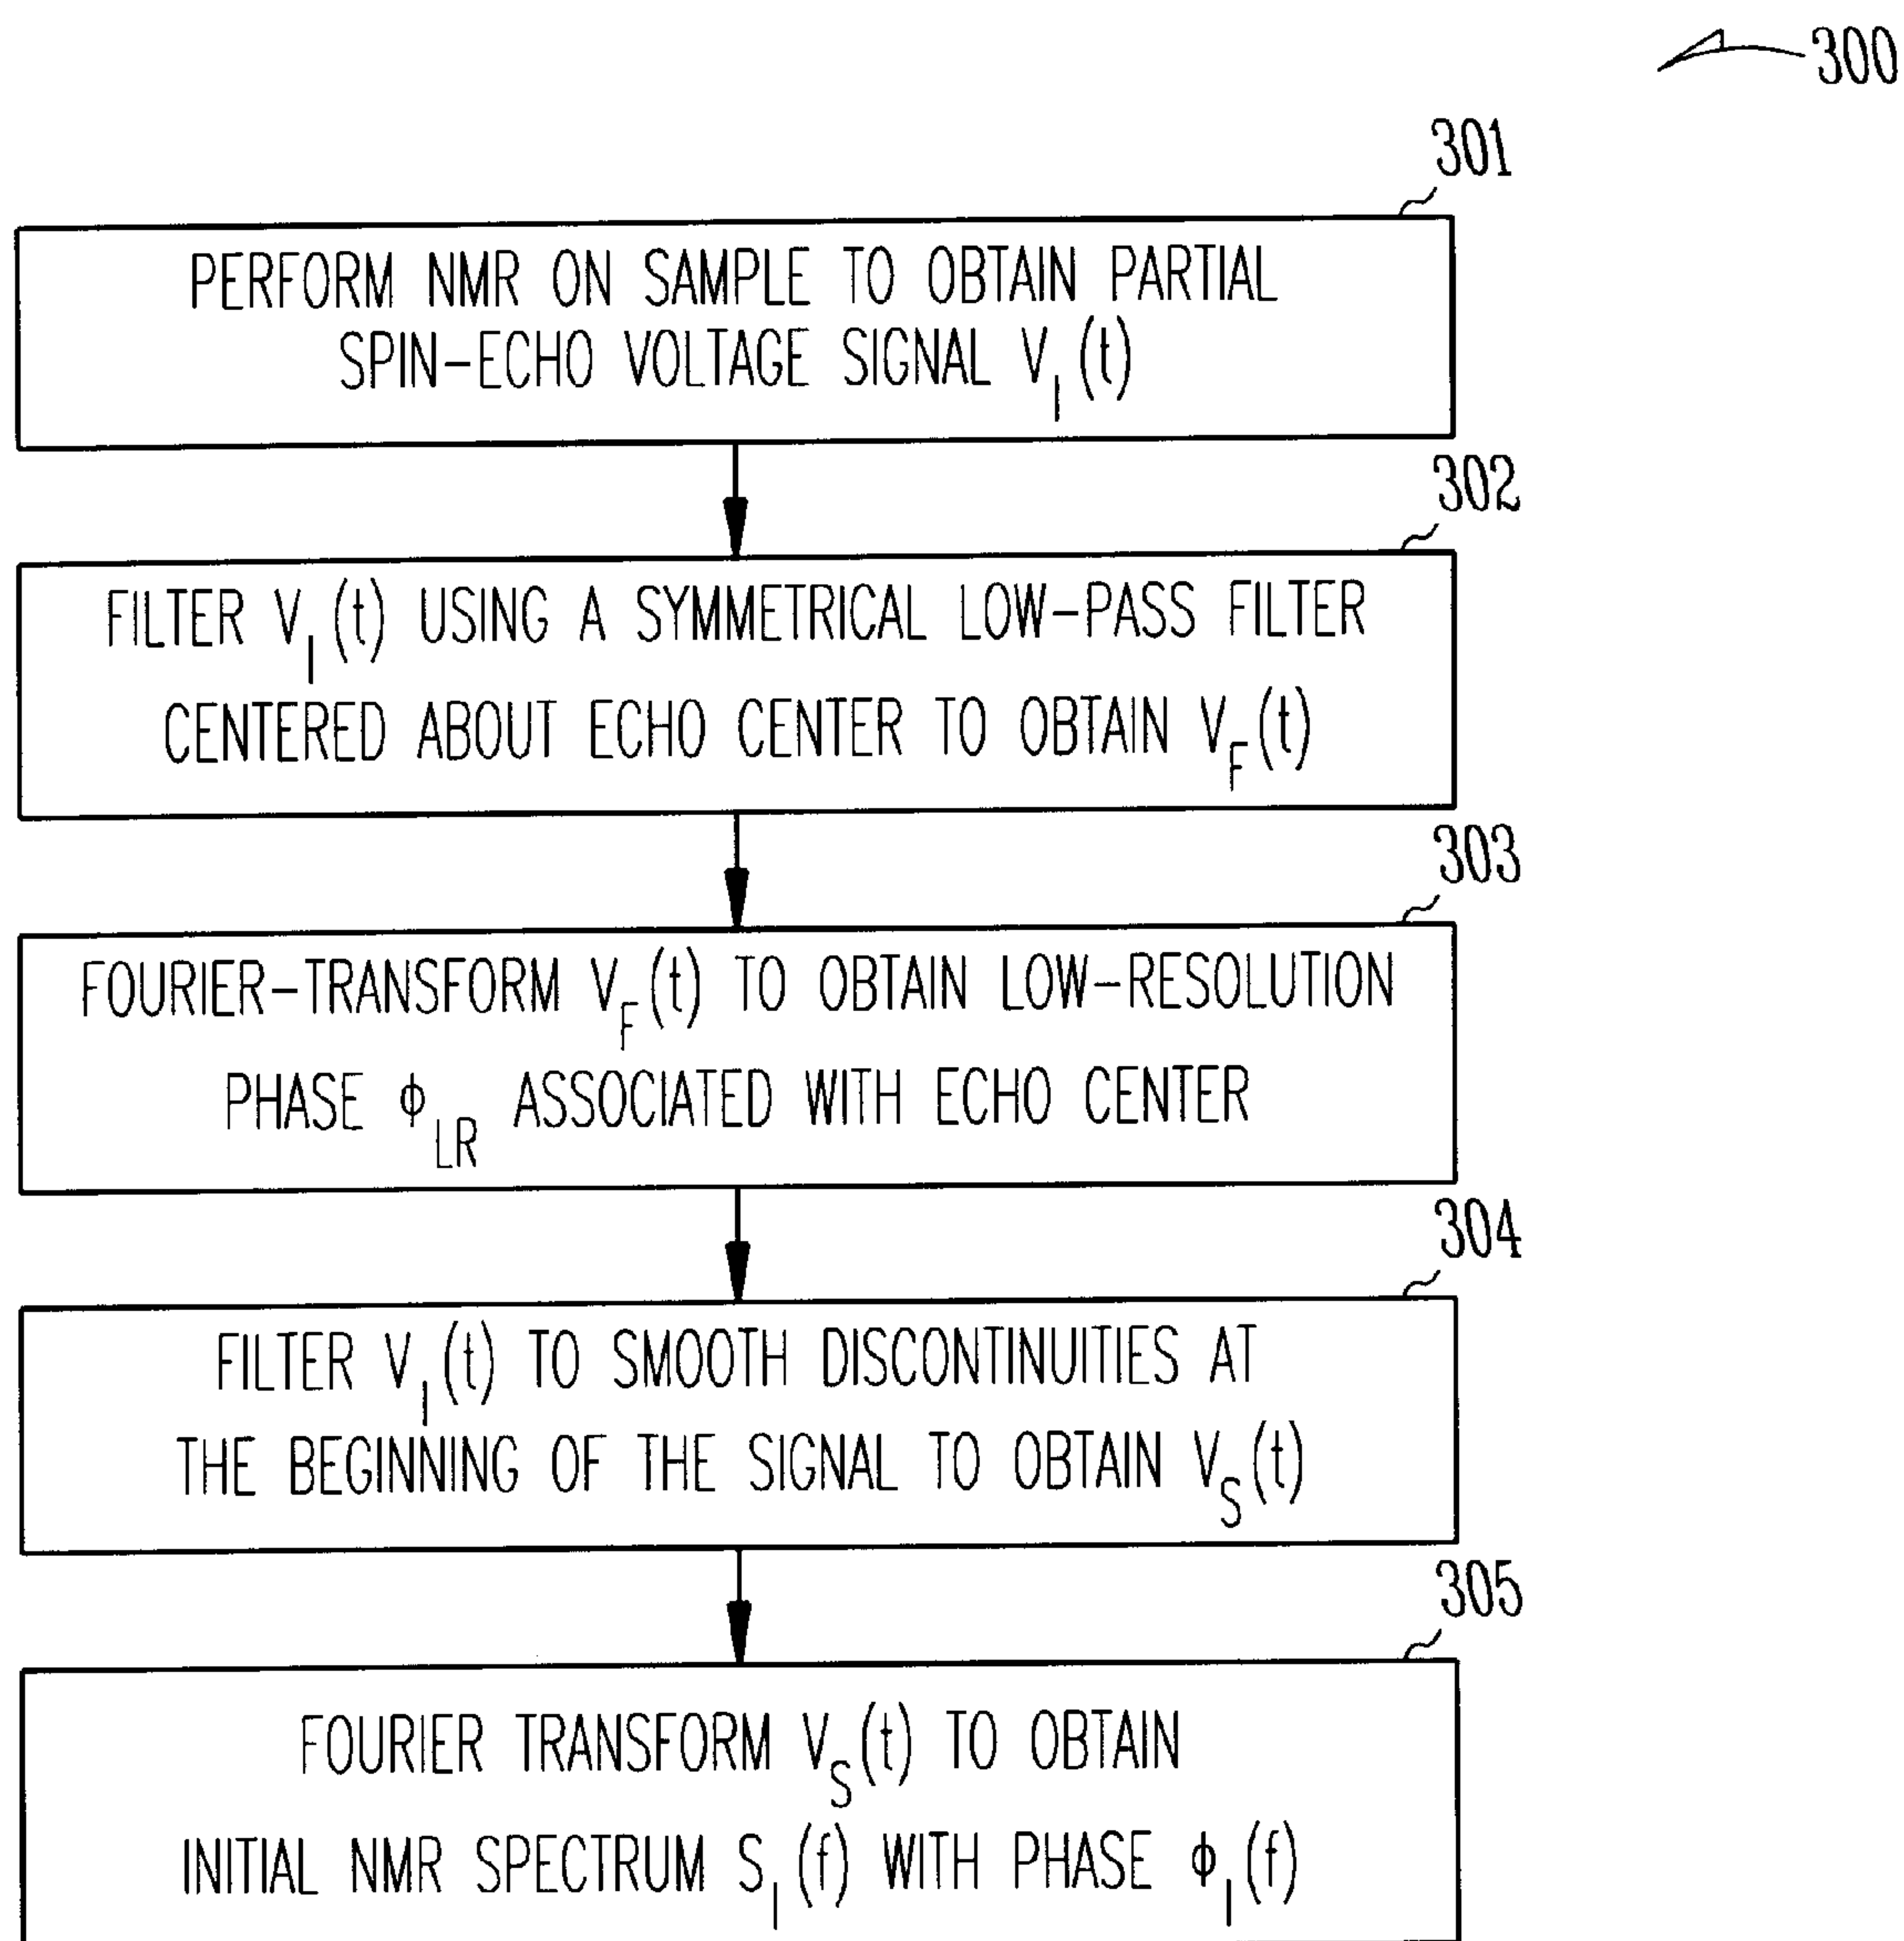 300
301
PERFORM NMR ON SAMPLE TO OBTAIN PARTIAL
SPIN-ECHO VOLTAGE SIGNAL V_I(t)
302
FILTER V_I(t) USING A SYMMETRICAL LOW-PASS FILTER
CENTERED ABOUT ECHO CENTER TO OBTAIN V_F(t)
303
FOURIER-TRANSFORM V_F(t) TO OBTAIN LOW-RESOLUTION
PHASE ϕ_LR ASSOCIATED WITH ECHO CENTER
304
FILTER V_I(t) TO SMOOTH DISCONTINUITIES AT
THE BEGINNING OF THE SIGNAL TO OBTAIN V_S(t)
305
FOURIER TRANSFORM V_S(t) TO OBTAIN
INITIAL NMR SPECTRUM S_I(f) WITH PHASE ϕ_I(f)